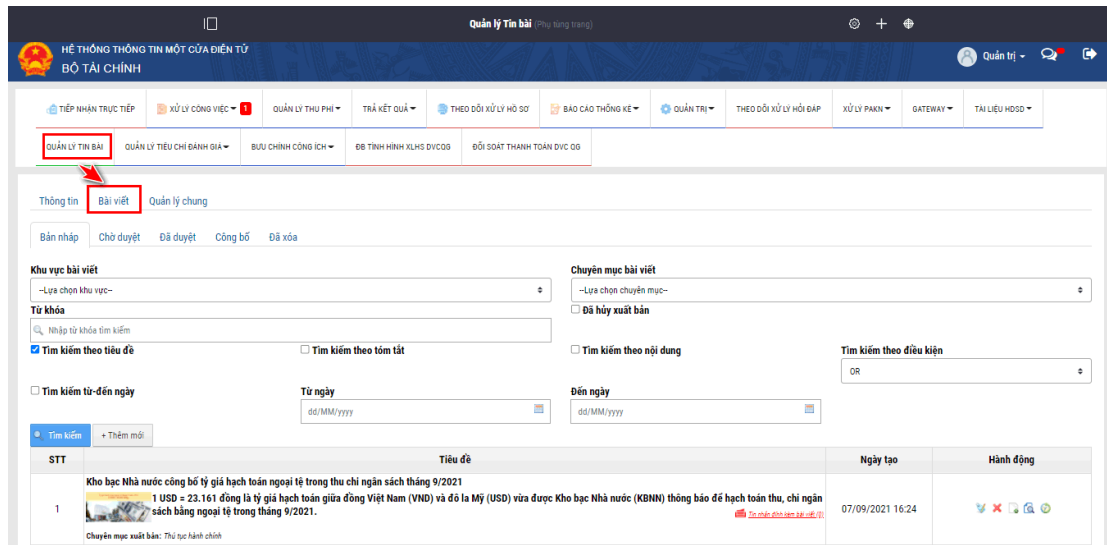 Quản lý Tin bài (Phụ tùng trang)
HỆ THỐNG THÔNG TIN MỘT CỬA ĐIỆN TỬ
BỘ TÀI CHÍNH
Quản trị
TIẾP NHẬN TRỰC TIẾP XỬ LÝ CÔNG VIỆC 1 QUẢN LÝ THU PHÍ TRẢ KẾT QUẢ THEO DÕI XỬ LÝ HỒ SƠ BÁO CÁO THỐNG KÊ QUẢN TRỊ THEO DÕI XỬ LÝ HỎI ĐÁP XỬ LÝ PAKN GATEWAY TÀI LIỆU HDSD
QUẢN LÝ TIN BÀI QUẢN LÝ TIÊU CHÍ ĐÁNH GIÁ BƯU CHÍNH CÔNG ÍCH ĐB TÌNH HÌNH XLHS DVCQG ĐỐI SOÁT THANH TOÁN DVC QG
Thông tin Bài viết Quản lý chung
Bản nháp Chờ duyệt Đã duyệt Công bố Đã xóa
Khu vực bài viết Chuyên mục bài viết
--Lựa chọn khu vực-- --Lựa chọn chuyên mục--
Từ khóa Đã hủy xuất bản
Nhập từ khóa tìm kiếm
Tìm kiếm theo tiêu đề Tìm kiếm theo tóm tắt Tìm kiếm theo nội dung Tìm kiếm theo điều kiện
OR
Tìm kiếm từ-đến ngày Từ ngày Đến ngày
dd/MM/yyyy dd/MM/yyyy
Tìm kiếm + Thêm mới
STT Tiêu đề Ngày tạo Hành động
Kho bạc Nhà nước công bố tỷ giá hạch toán ngoại tệ trong thu chi ngân sách tháng 9/2021
1 USD = 23.161 đồng là tỷ giá hạch toán giữa đồng Việt Nam (VND) và đô la Mỹ (USD) vừa được Kho bạc Nhà nước (KBNN) thông báo để hạch toán thu, chi ngân
1 sách bằng ngoại tệ trong tháng 9/2021. 07/09/2021 16:24
Tin nhắn đính kèm bài viết (0)
Chuyên mục xuất bản: Thủ tục hành chính